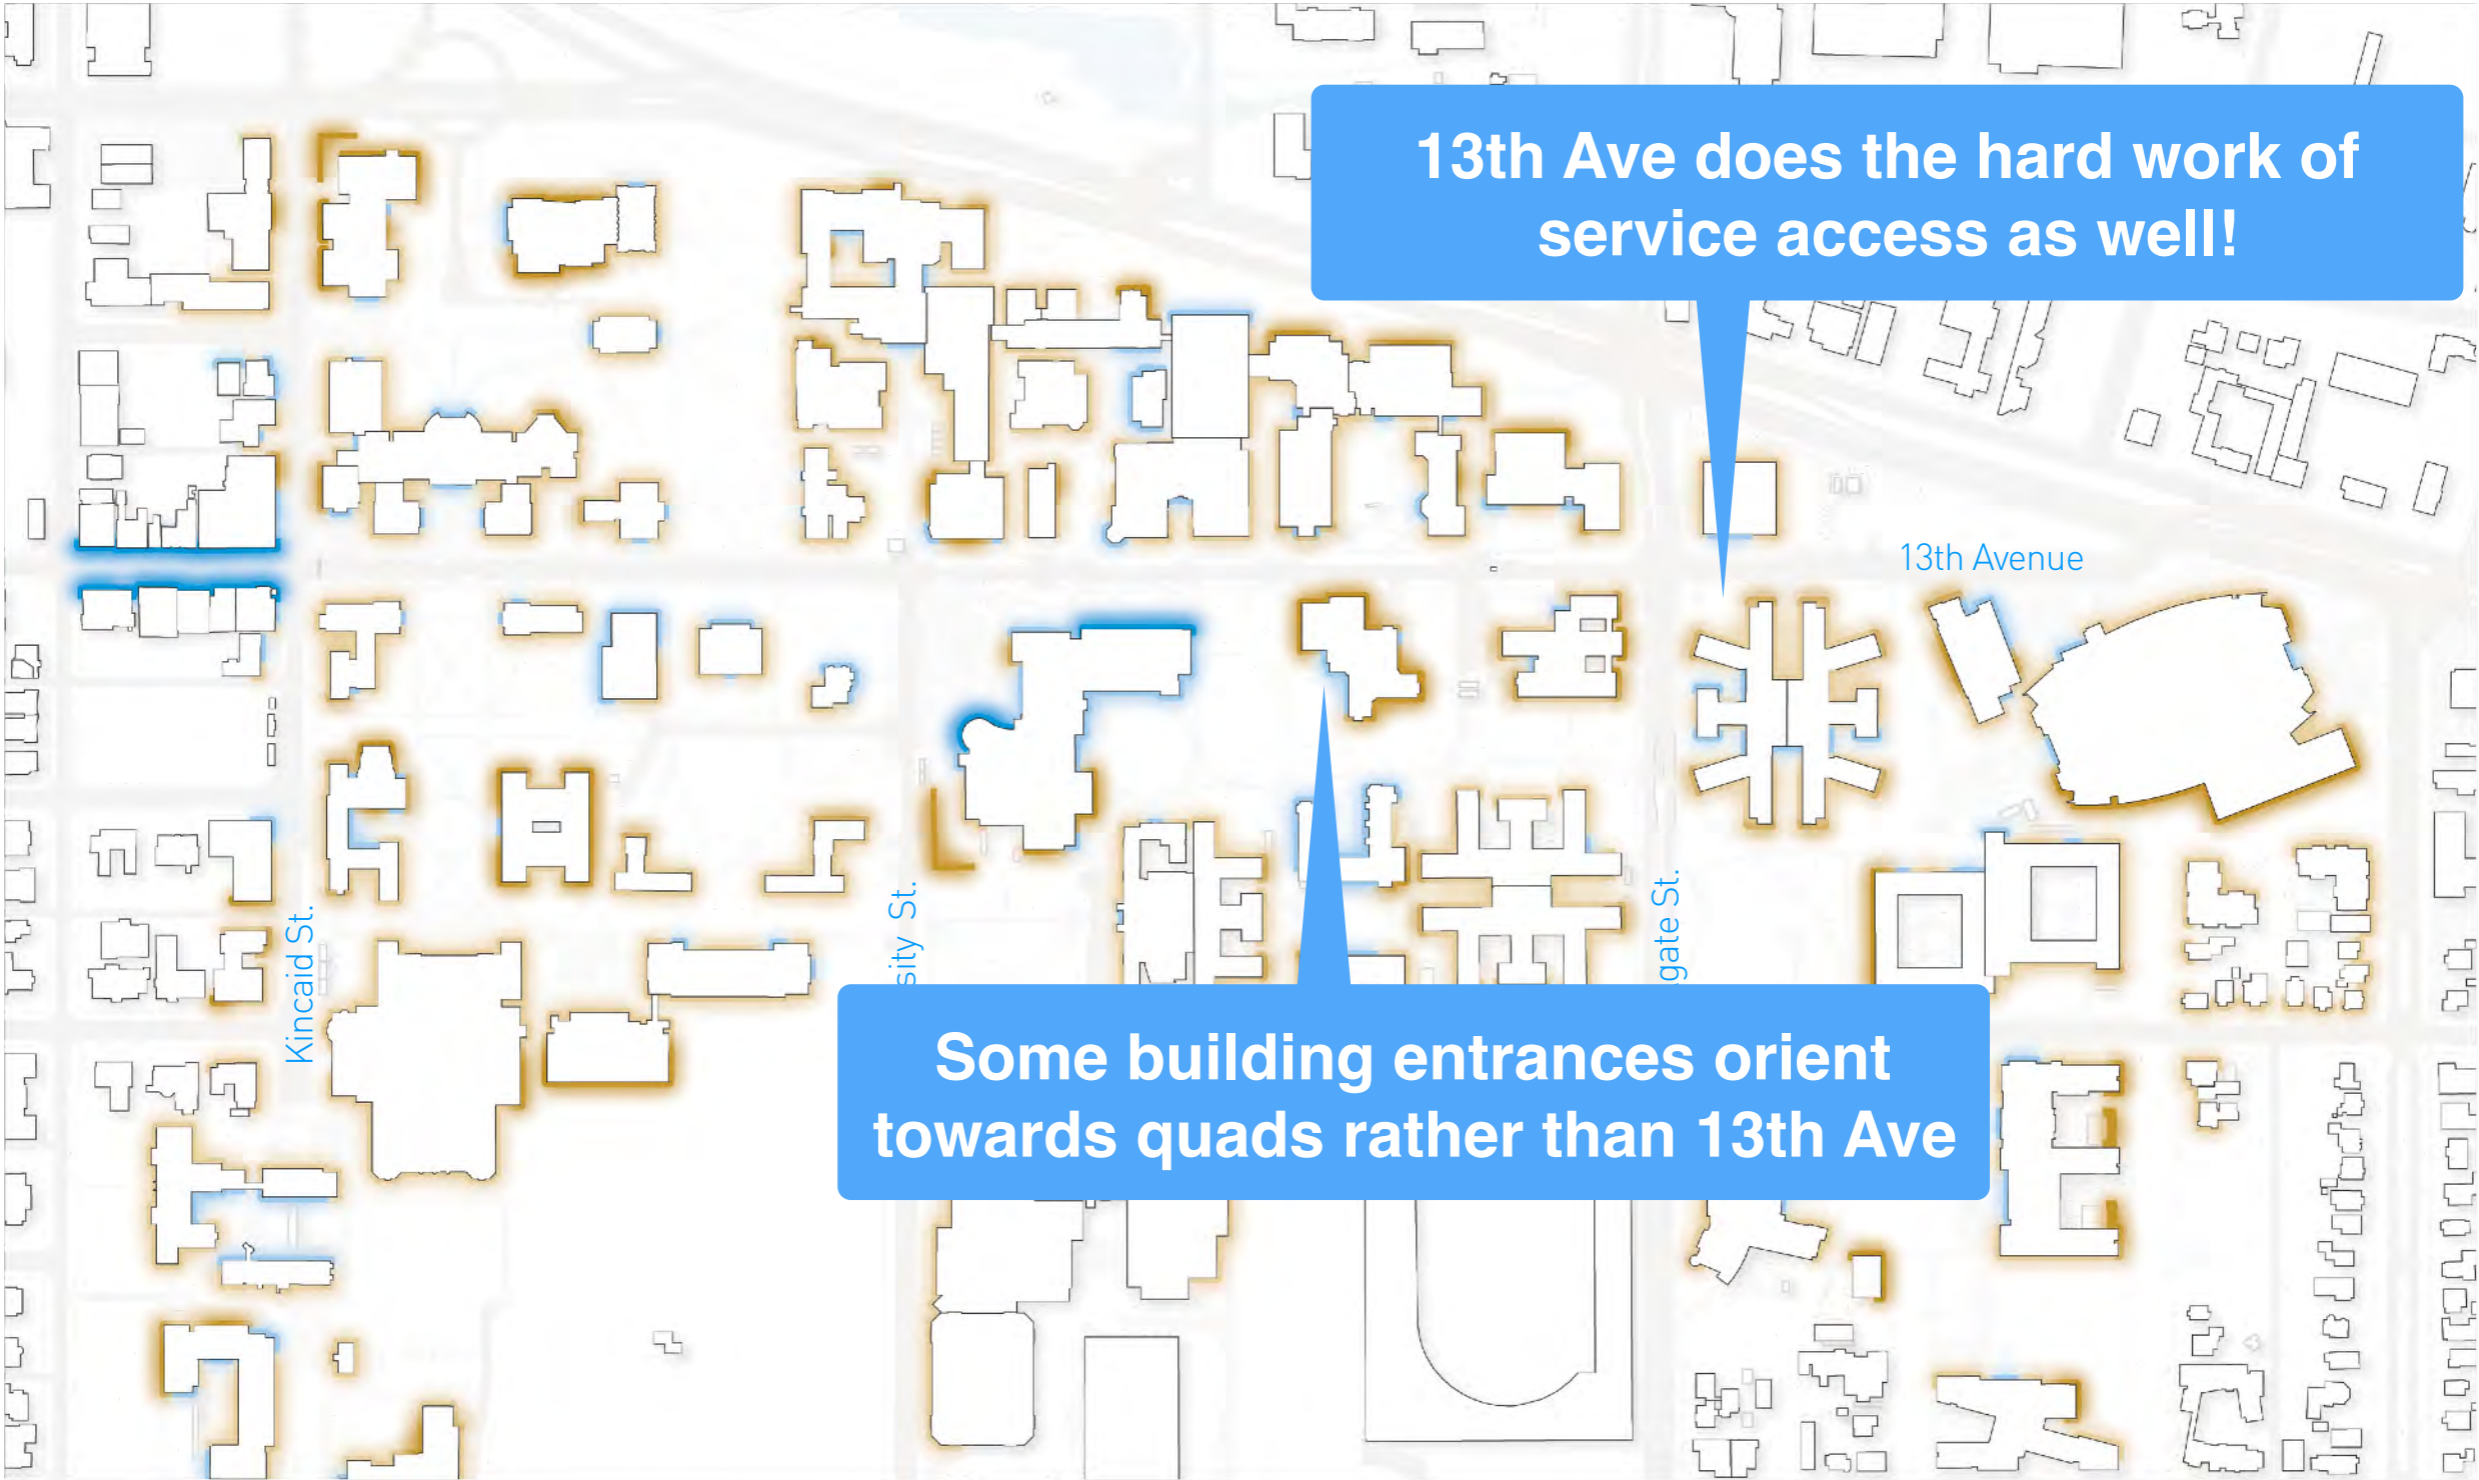 13th Ave does the hard work of
service access as well!
13th Avenue
Kincaid St.
sity St.
gate St.
Some building entrances orient
towards quads rather than 13th Ave